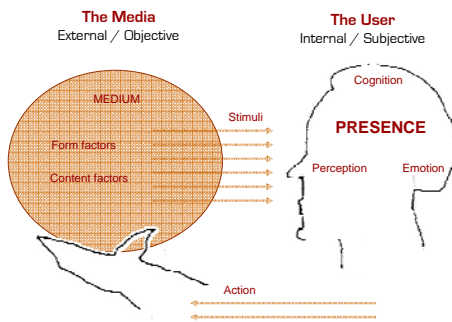 The Media
External / Objective
The User
Internal / Subjective
MEDIUM
Form factors
Content factors
Stimuli
Cognition
PRESENCE
Perception
Emotion
Action